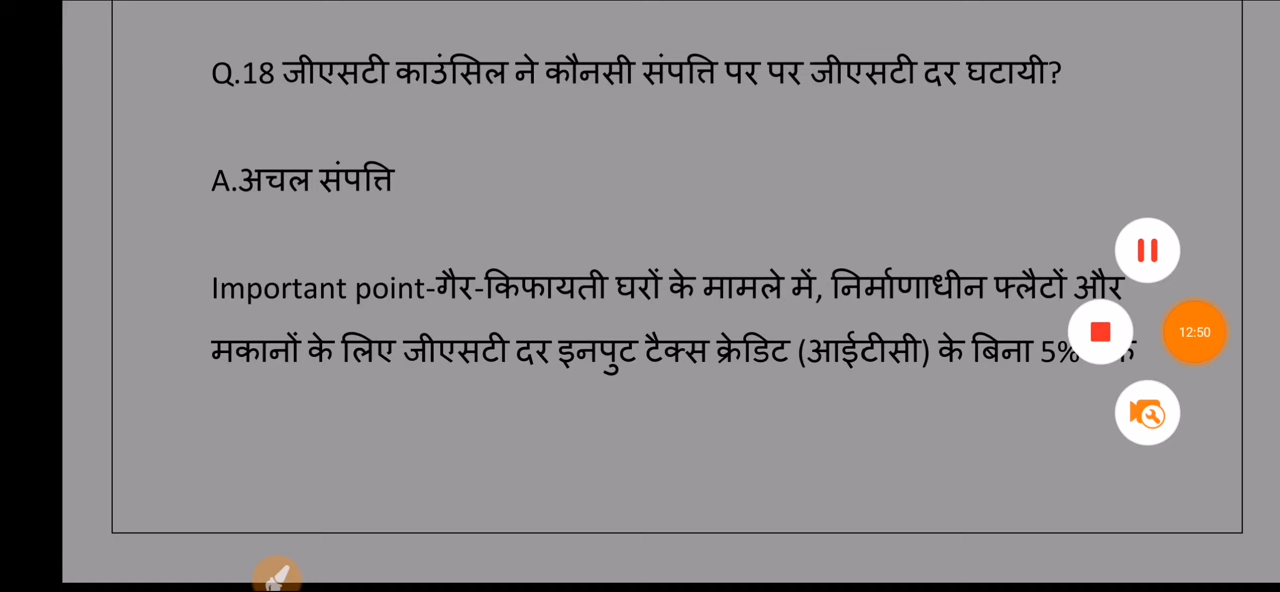 Q.18 जीएसटी काउंसिल ने कौनसी संपत्ति पर पर जीएसटी दर घटायी?
A.अचल संपत्ति
Important point-गैर-किफायती घरों के मामले में, निर्माणाधीन फ्लैटों और
मकानों के लिए जीएसटी दर इनपुट टैक्स क्रेडिट (आईटीसी) के बिना 5%
12:50